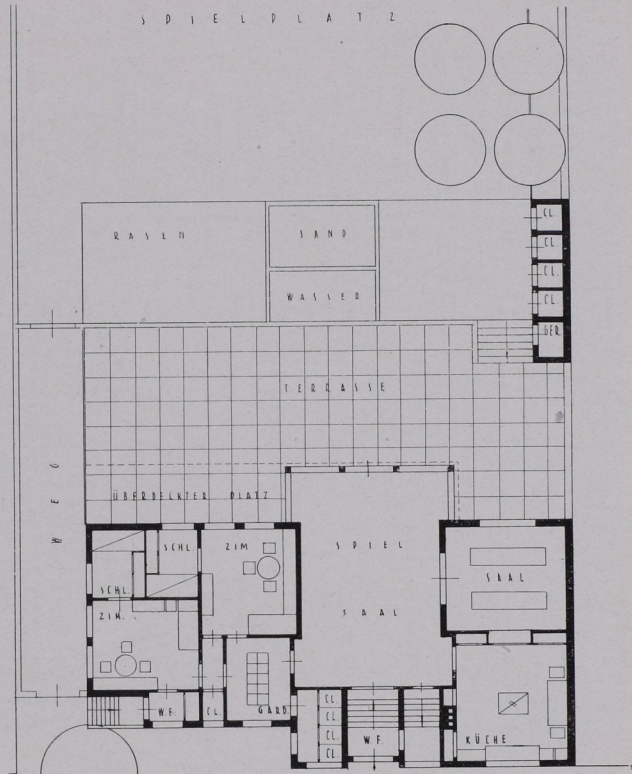 SPIELPLATZ
RASEN
SAND
WASSER
CL.
CL.
CL.
CL.
GER.
TERRASSE
WEG
ÜBERDECKTER PLATZ
SCHL.
SCHL.
ZIM.
ZIM.
SPIEL
SAAL
SAAL
W.F.
CL.
GARD.
CL.
CL.
CL.
CL.
W.F.
KÜCHE